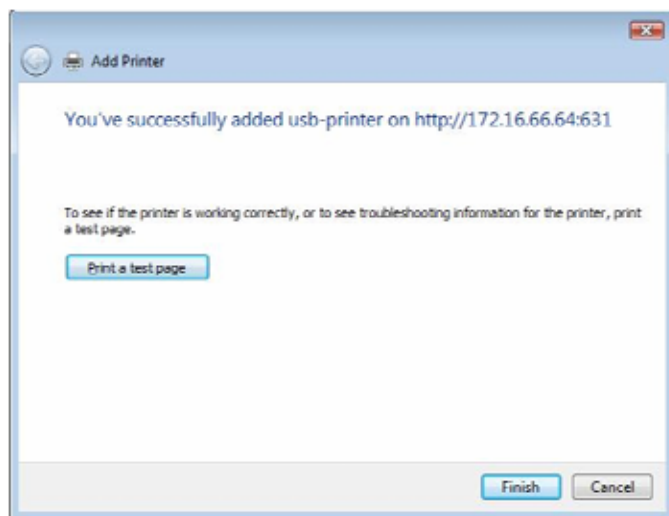 Add Printer
You've successfully added usb-printer on http://172.16.66.64:631
To see if the printer is working correctly, or to see troubleshooting information for the printer, print
a test page.
Print a test page
Finish Cancel